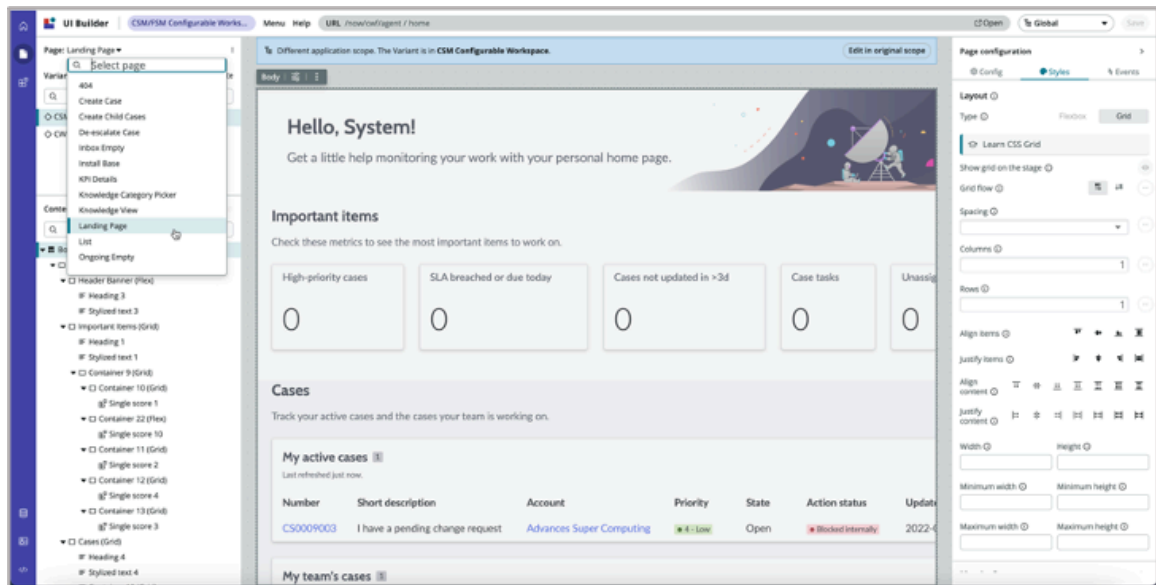 UI Builder
CSM/FSM Configurable Works...
Menu Help
URL /now/cwf/agent / home
Open
Global
Save
Page: Landing Page
Select page
404
Create Case
Create Child Cases
De-escalate Case
Inbox Empty
Install Base
KPI Details
Knowledge Category Picker
Knowledge View
Landing Page
List
Ongoing Empty
Header Banner (Flex)
Heading 3
Stylized text 3
Important Items (Grid)
Heading 1
Stylized text 1
Container 9 (Grid)
Container 10 (Grid)
Single score 1
Container 22 (Flex)
Single score 10
Container 11 (Grid)
Single score 2
Container 12 (Grid)
Single score 4
Container 13 (Grid)
Single score 3
Cases (Grid)
Heading 4
Stylized text 4
Different application scope. The Variant is in CSM Configurable Workspace.
Edit in original scope
Body
Hello, System!
Get a little help monitoring your work with your personal home page.
Important items
Check these metrics to see the most important items to work on.
High-priority cases SLA breached or due today Cases not updated in >3d Case tasks Unassig
0 0 0 0 0
Cases
Track your active cases and the cases your team is working on.
My active cases 1
Last refreshed just now.
Number Short description Account Priority State Action status Update
CS0009003 I have a pending change request Advances Super Computing 4 - Low Open Blocked internally 2022-
My team's cases 1
Page configuration
Config Styles Events
Layout
Type Flexbox Grid
Learn CSS Grid
Show grid on the stage
Grid flow
Spacing
Columns
1
Rows
1
Align items
Justify items
Align content
Justify content
Width Height
Minimum width Minimum height
Maximum width Maximum height